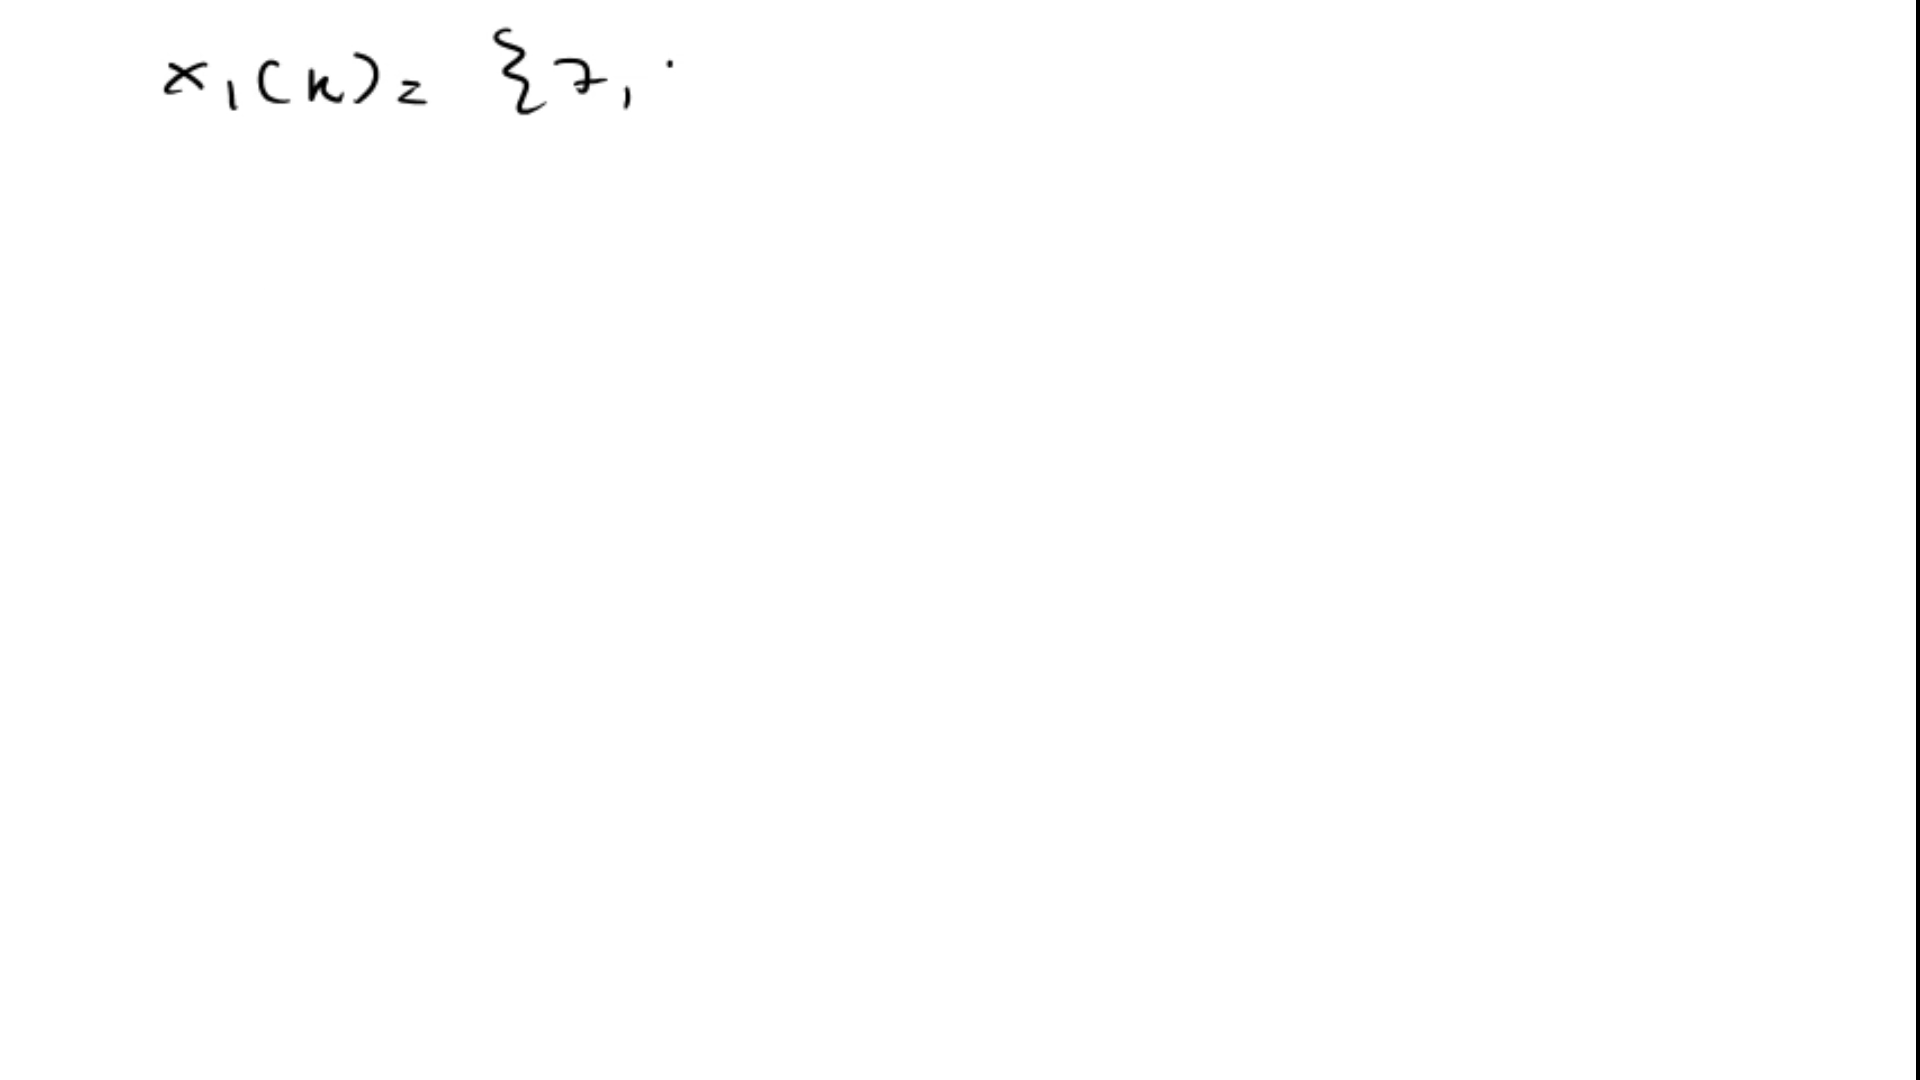 x₁(n) = {7,